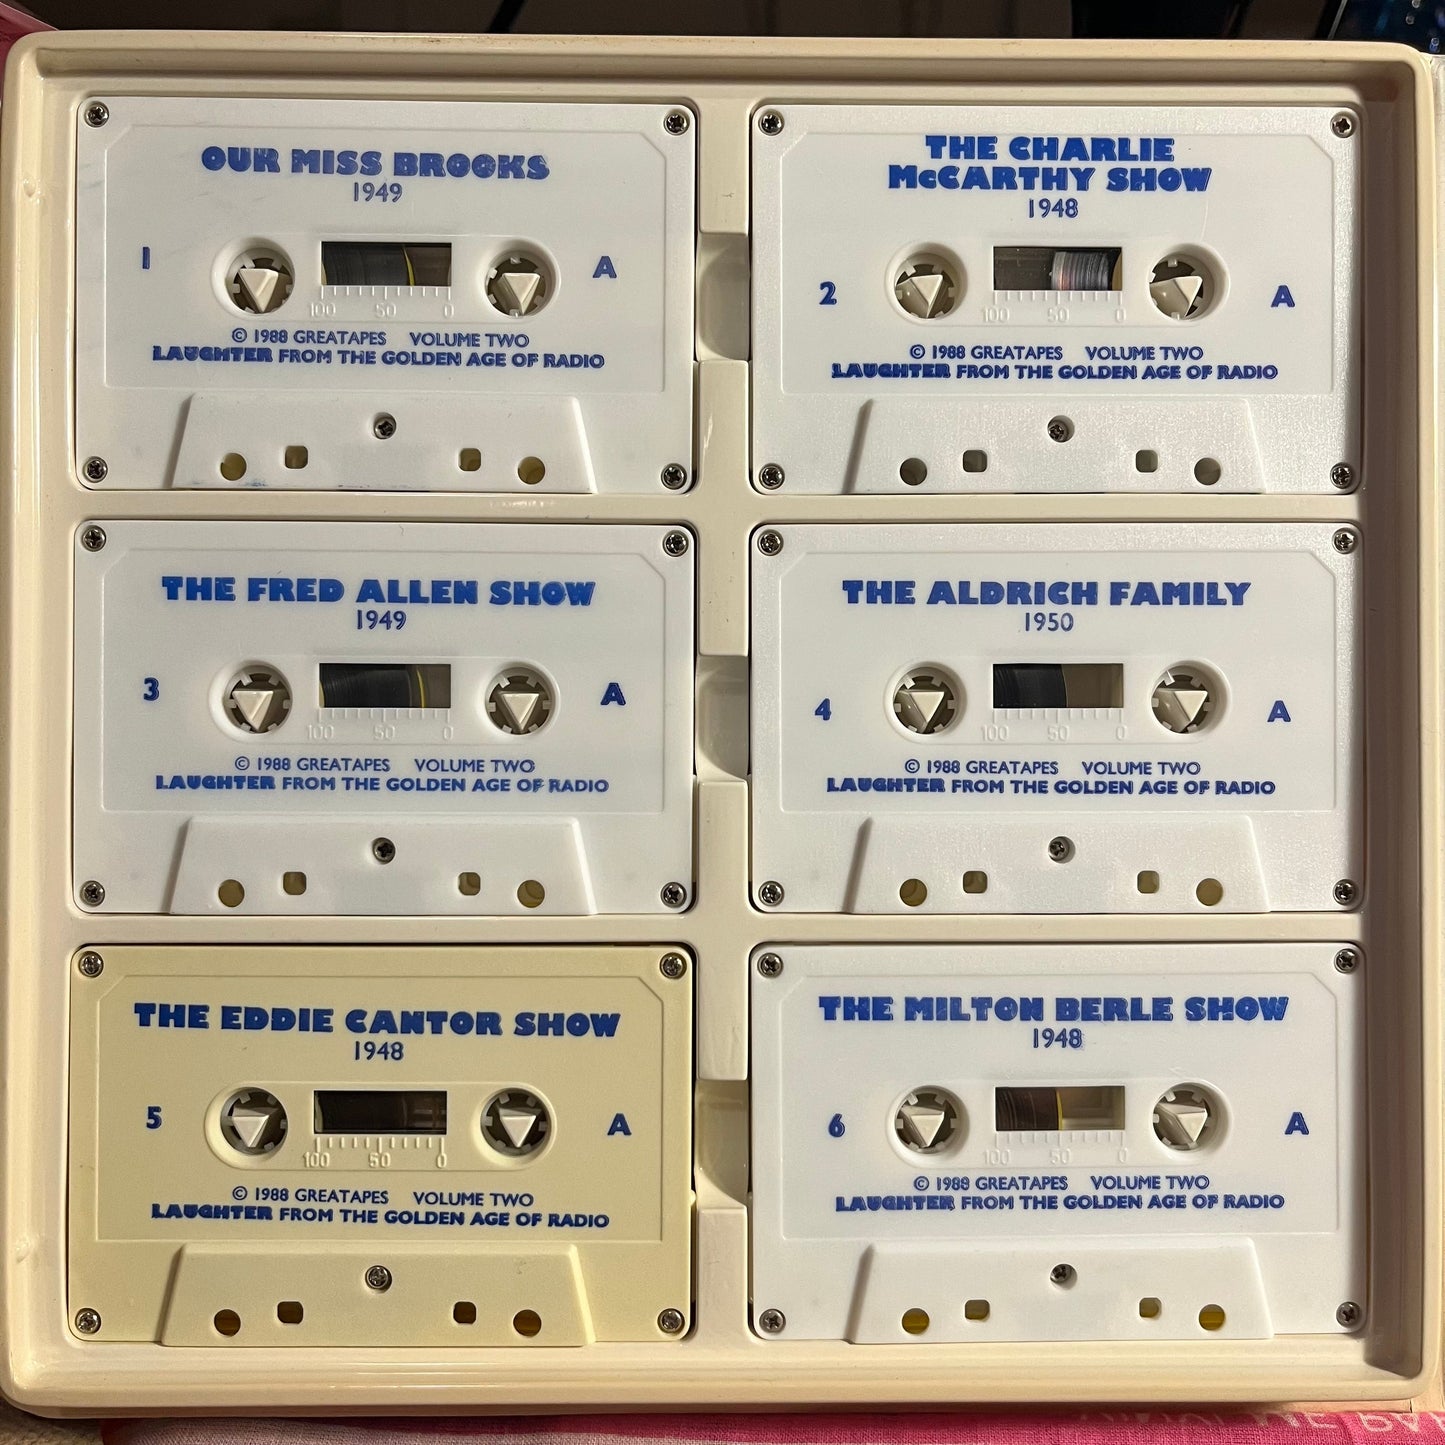 OUR MISS BROOKS
1949
1 A
100 50 0
© 1988 GREATAPES VOLUME TWO
LAUGHTER FROM THE GOLDEN AGE OF RADIO
THE CHARLIE
McCARTHY SHOW
1948
2 A
100 50 0
© 1988 GREATAPES VOLUME TWO
LAUGHTER FROM THE GOLDEN AGE OF RADIO
THE FRED ALLEN SHOW
1949
3 A
100 50 0
© 1988 GREATAPES VOLUME TWO
LAUGHTER FROM THE GOLDEN AGE OF RADIO
THE ALDRICH FAMILY
1950
4 A
100 50 0
© 1988 GREATAPES VOLUME TWO
LAUGHTER FROM THE GOLDEN AGE OF RADIO
THE EDDIE CANTOR SHOW
1948
5 A
100 50 0
© 1988 GREATAPES VOLUME TWO
LAUGHTER FROM THE GOLDEN AGE OF RADIO
THE MILTON BERLE SHOW
1948
6 A
100 50 0
© 1988 GREATAPES VOLUME TWO
LAUGHTER FROM THE GOLDEN AGE OF RADIO